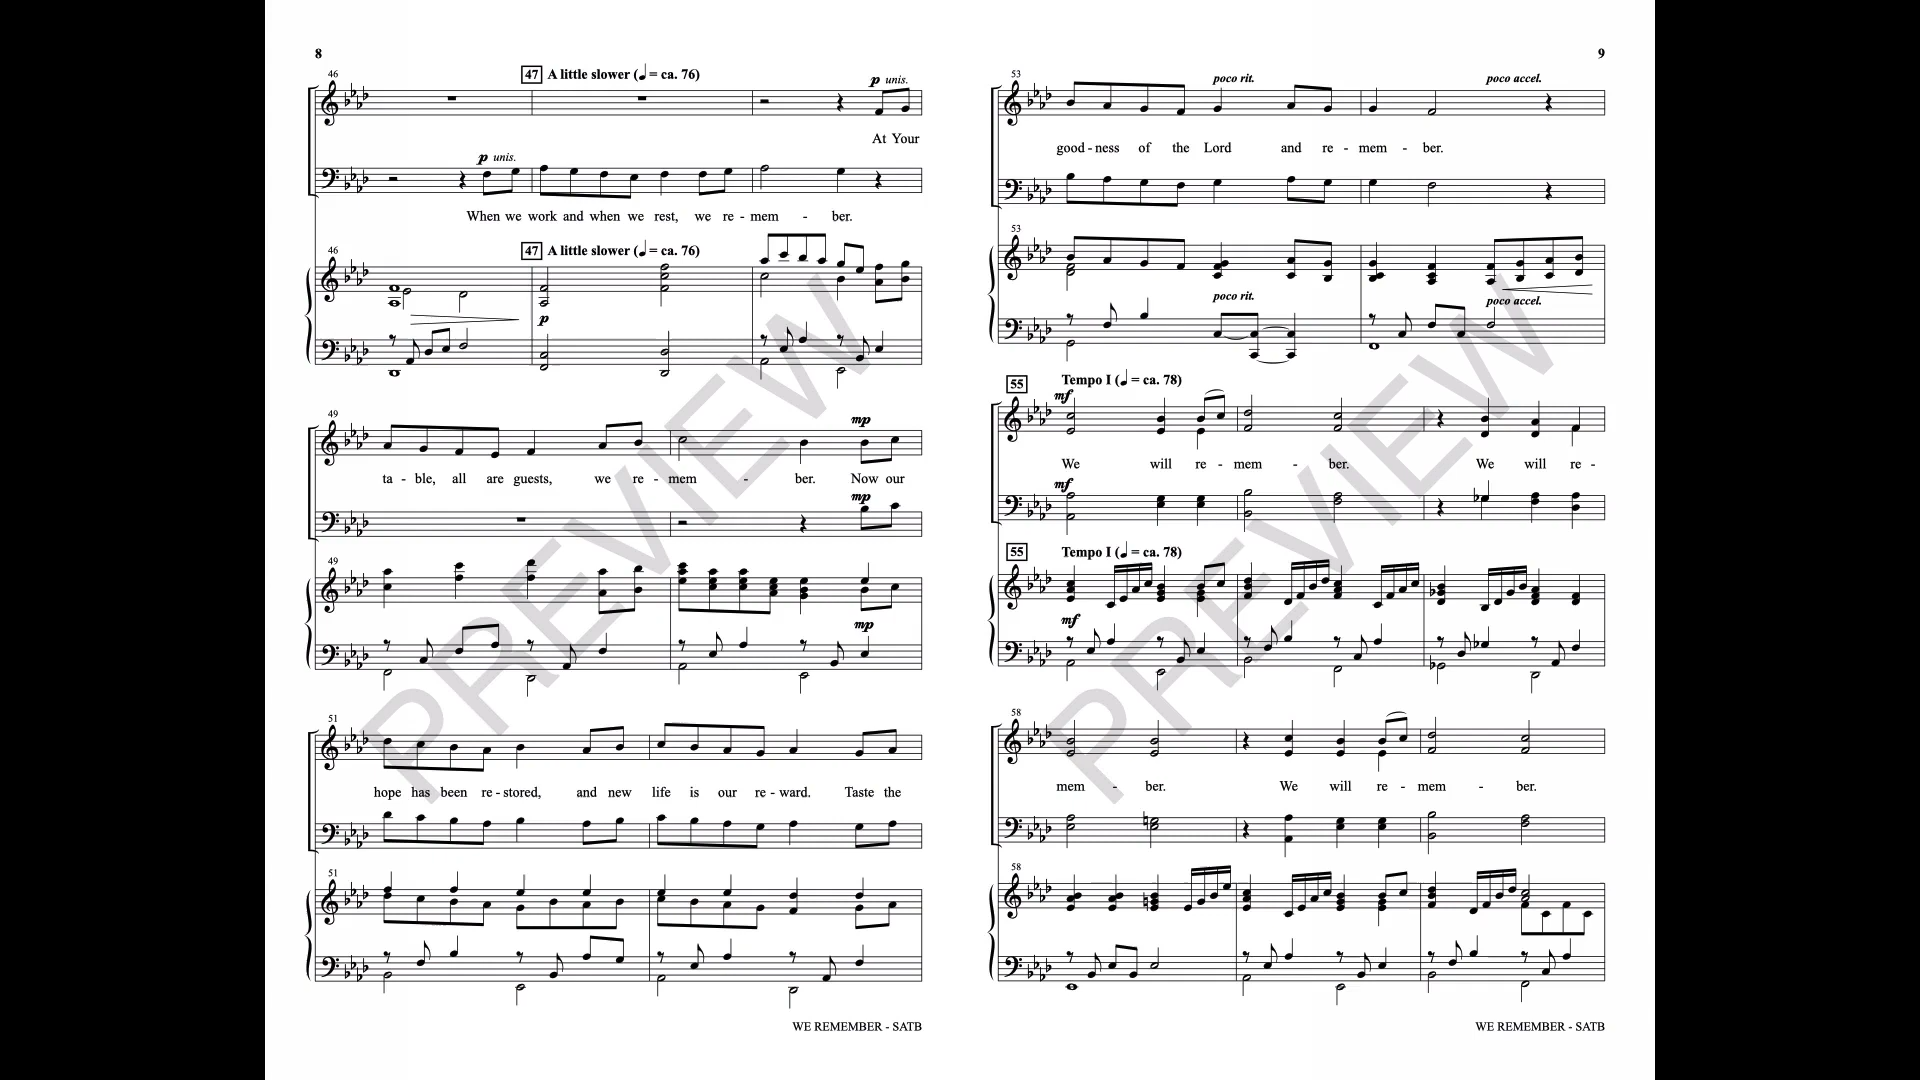 8
46
47 A little slower (♩ = ca. 76)
p unis.
At Your
p unis.
When we work and when we rest, we re - mem - ber.
46
47 A little slower (♩ = ca. 76)
p
49
mp
ta - ble, all are guests, we re - mem - ber. Now our
mp
49
mp
51
hope has been re - stored, and new life is our re - ward. Taste the
51
WE REMEMBER - SATB
9
53
poco rit.
poco accel.
good - ness of the Lord and re - mem - ber.
53
poco rit.
poco accel.
55 Tempo I (♩ = ca. 78)
mf
We will re - mem - ber. We will re -
mf
55 Tempo I (♩ = ca. 78)
mf
58
mem - ber. We will re - mem - ber.
58
WE REMEMBER - SATB
PREVIEW
PREVIEW